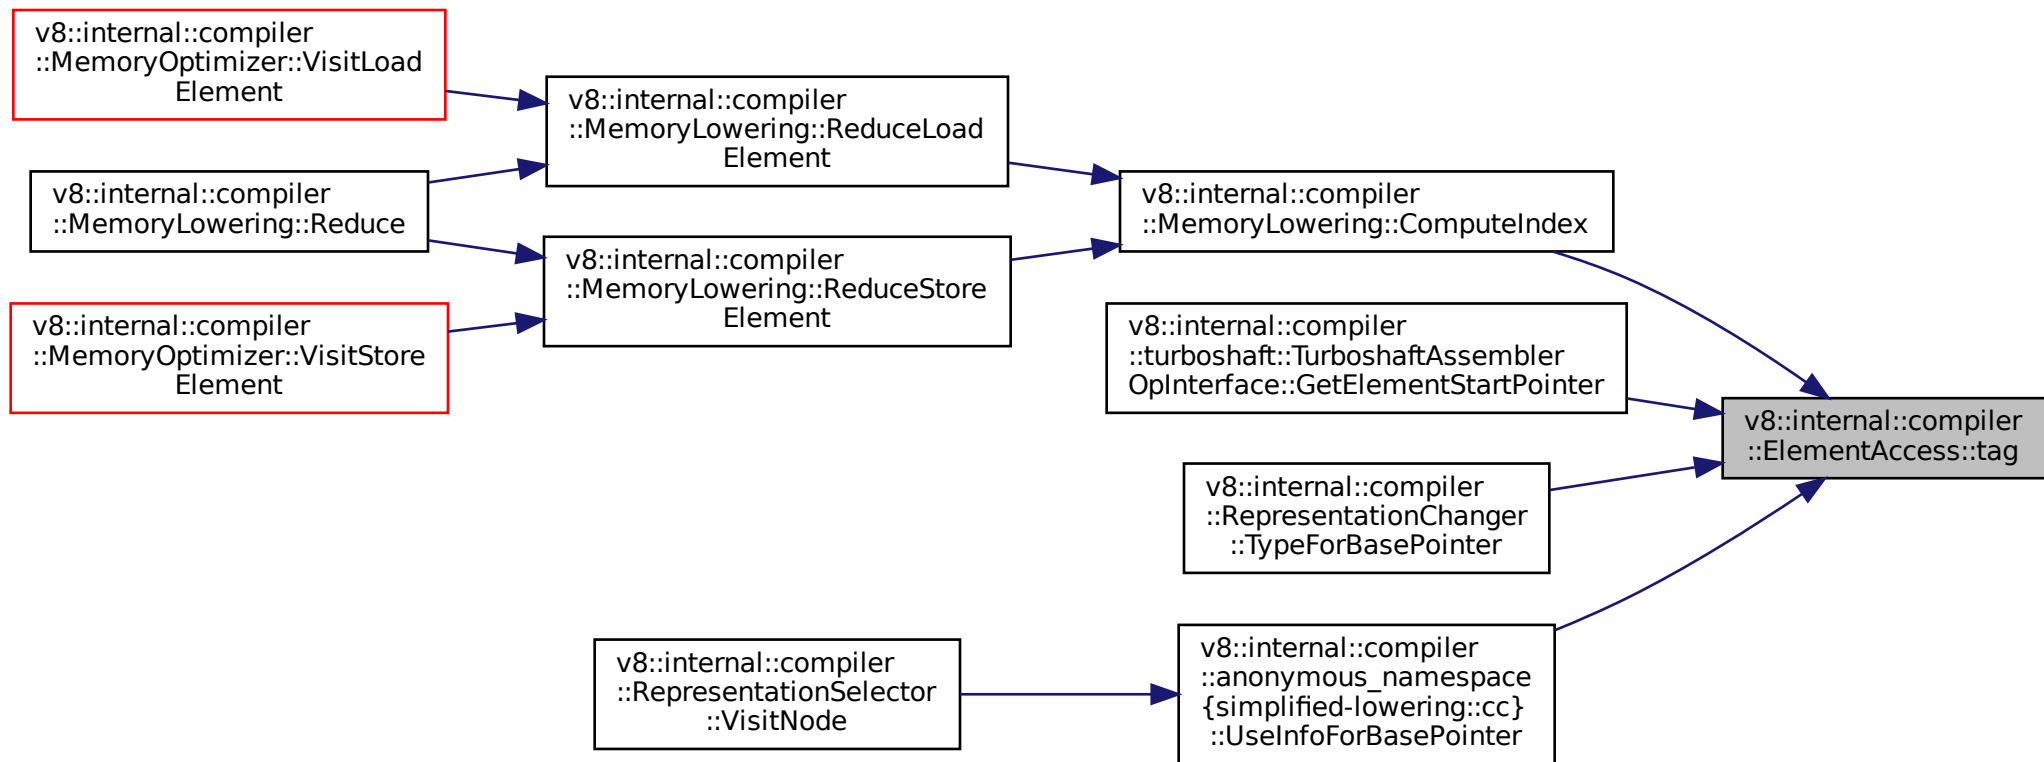 v8::internal::compiler
::MemoryOptimizer::VisitLoad
Element
v8::internal::compiler
::MemoryLowering::Reduce
v8::internal::compiler
::MemoryOptimizer::VisitStore
Element
v8::internal::compiler
::MemoryLowering::ReduceLoad
Element
v8::internal::compiler
::MemoryLowering::ReduceStore
Element
v8::internal::compiler
::RepresentationSelector
::VisitNode
v8::internal::compiler
::MemoryLowering::ComputeIndex
v8::internal::compiler
::turboshaft::TurboshaftAssembler
OpInterface::GetElementStartPointer
v8::internal::compiler
::RepresentationChanger
::TypeForBasePointer
v8::internal::compiler
::anonymous_namespace
{simplified-lowering::cc}
::UseInfoForBasePointer
v8::internal::compiler
::ElementAccess::tag